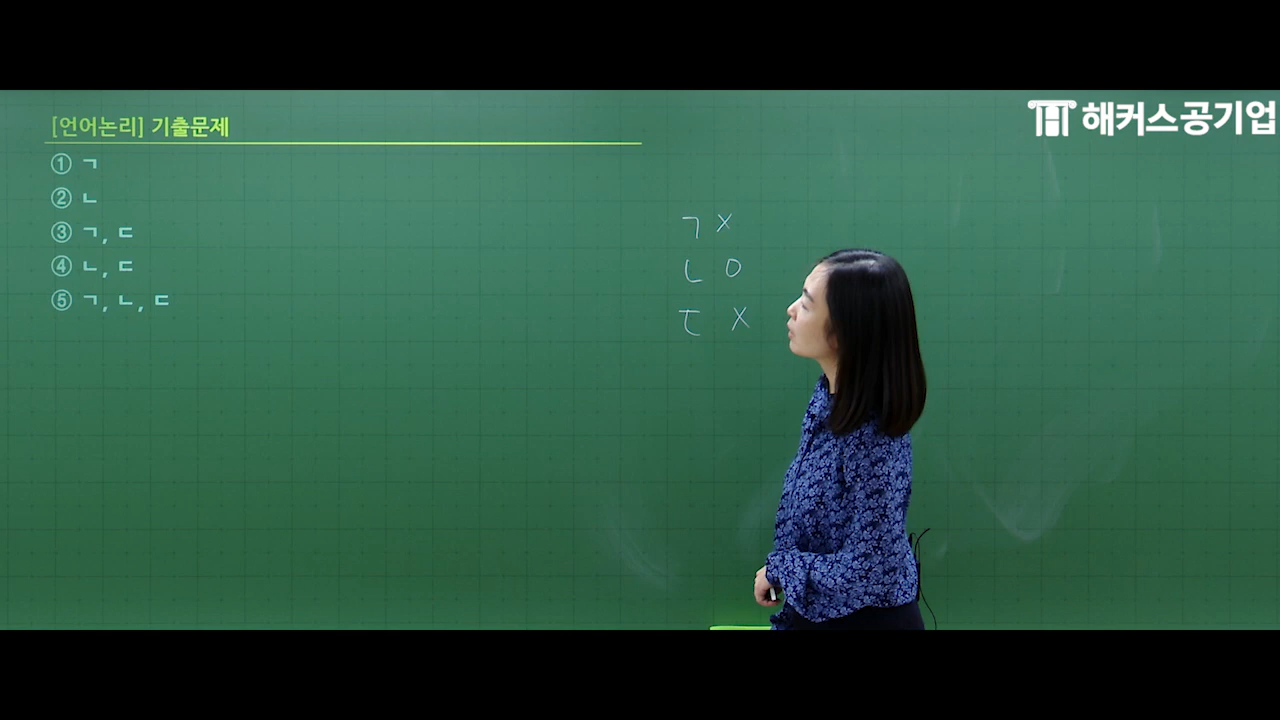 [언어논리] 기출문제
해커스공기업
① ㄱ
② ㄴ
③ ㄱ, ㄷ
④ ㄴ, ㄷ
⑤ ㄱ, ㄴ, ㄷ
ㄱ X
ㄴ O
ㄷ X